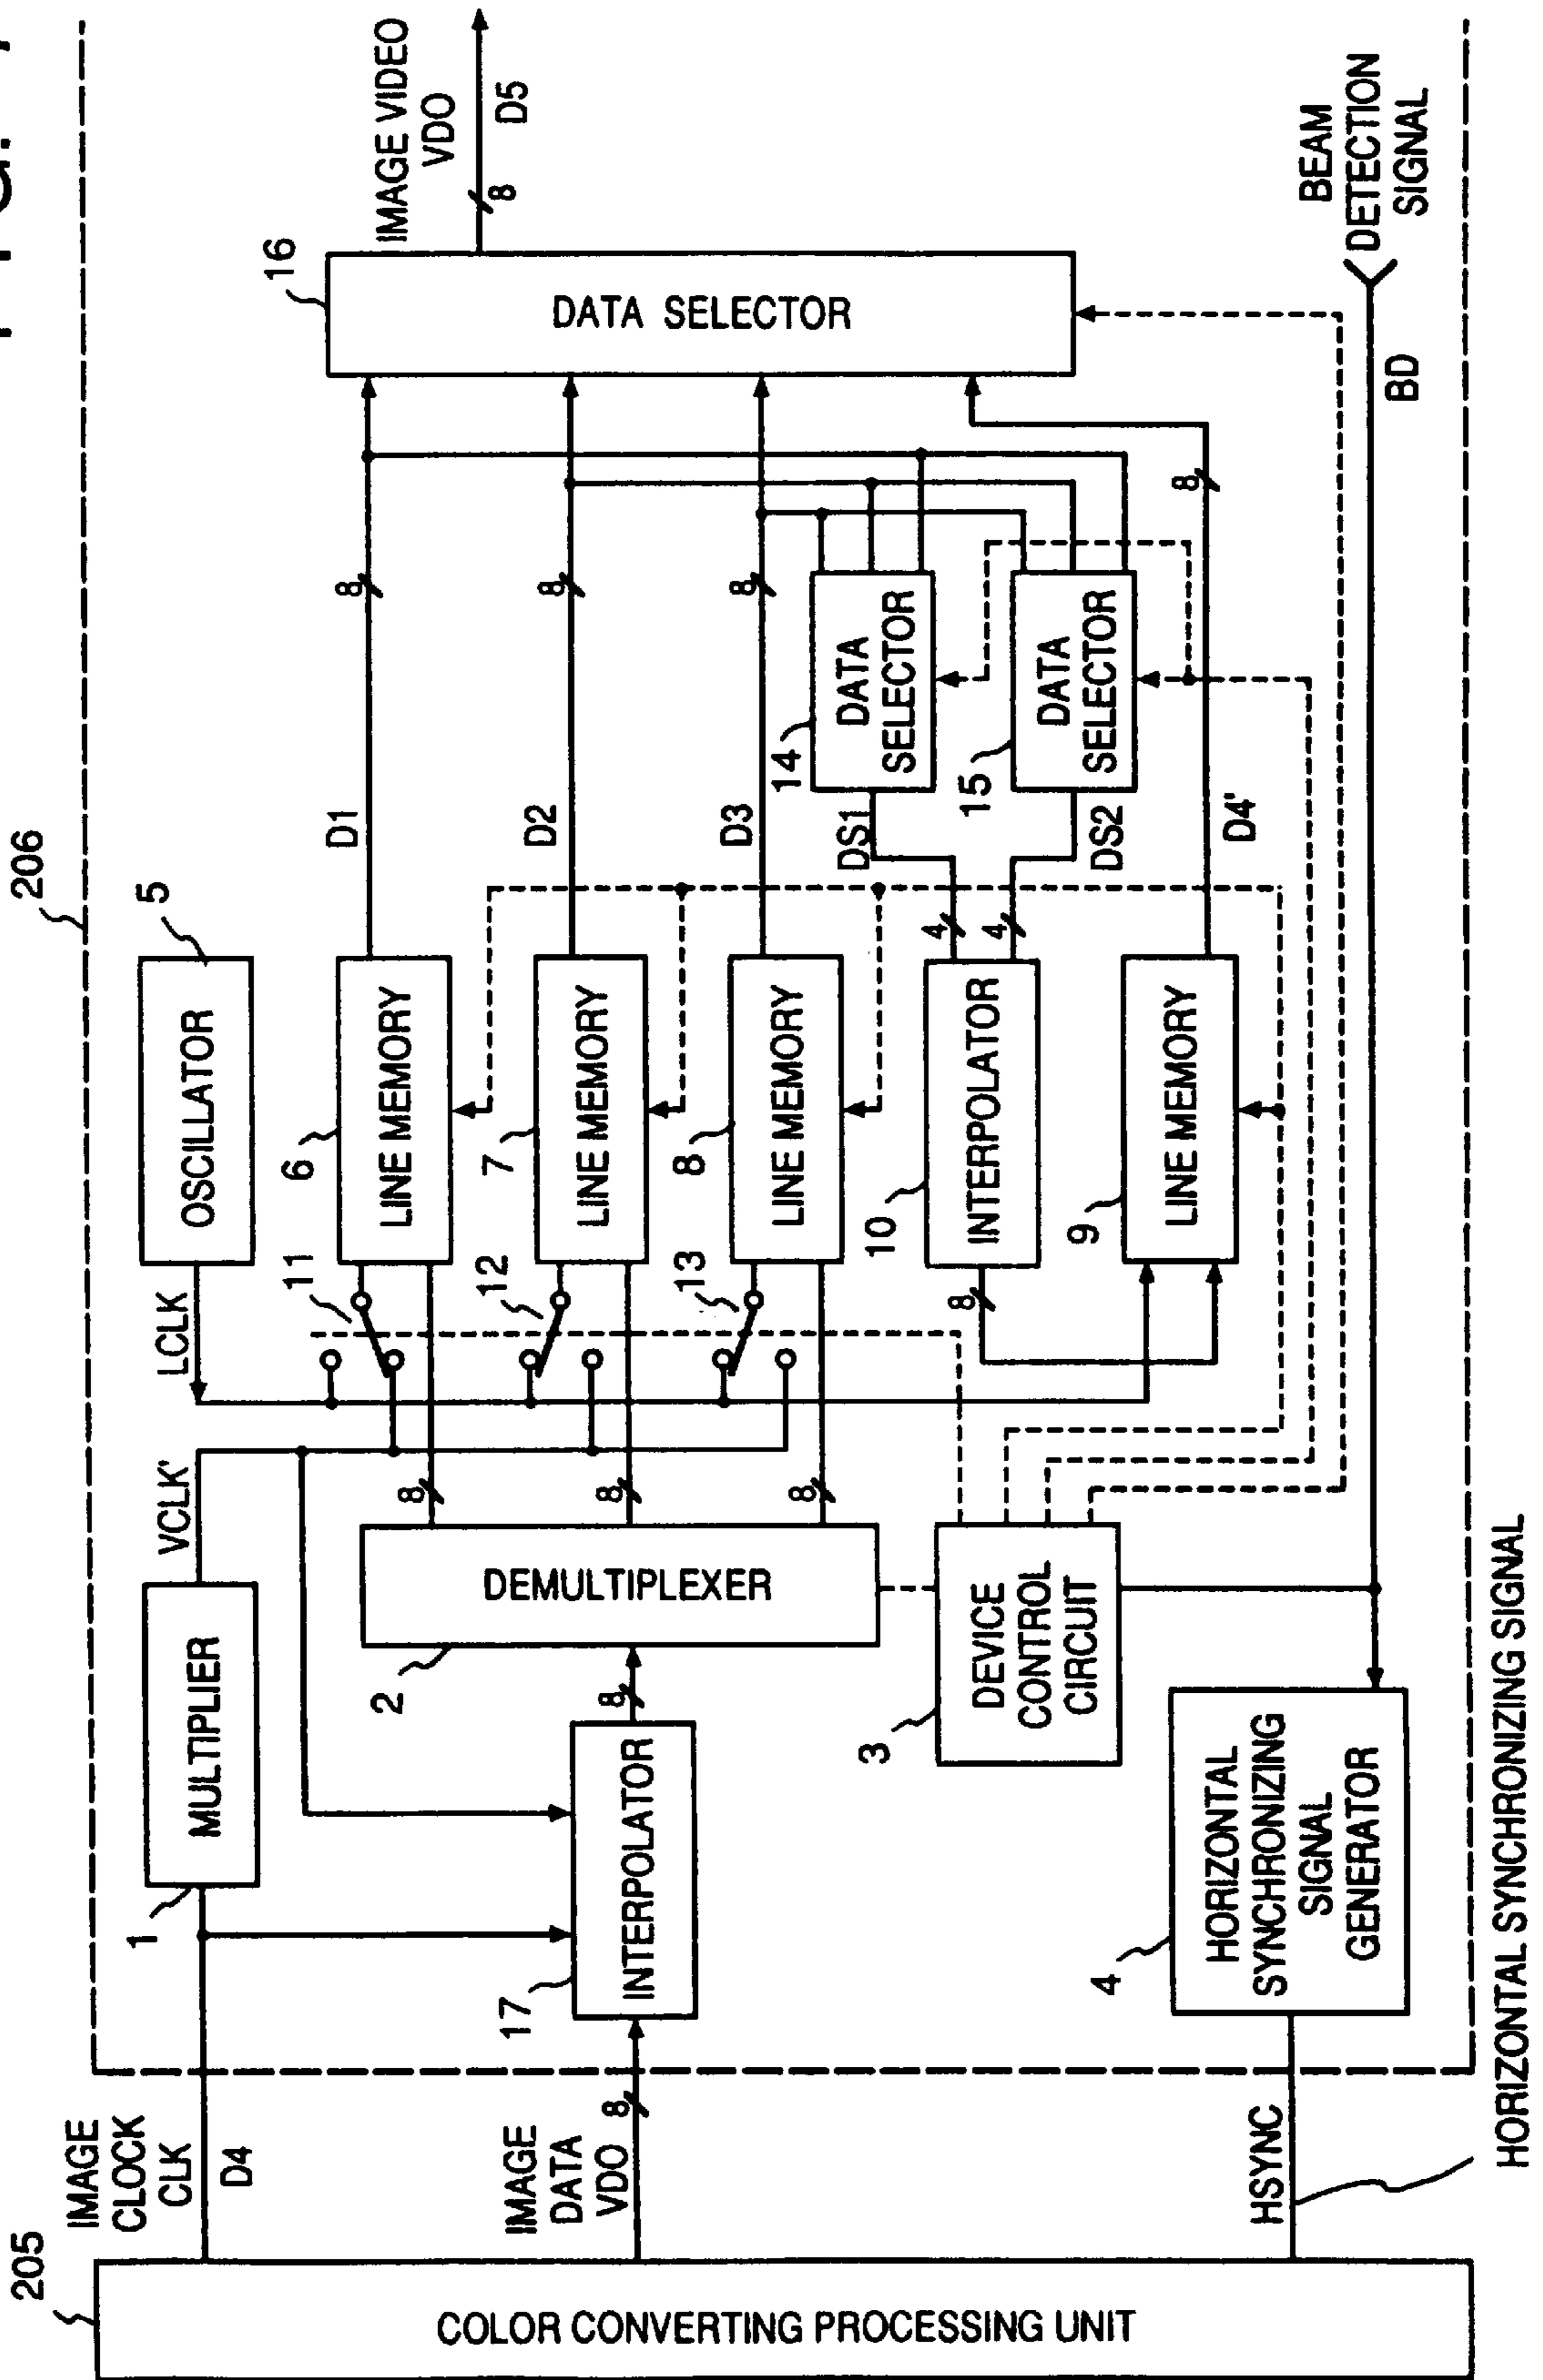 206
205
IMAGE
CLOCK
CLK
D4
1
MULTIPLIER
VCLK'
LCLK
5
OSCILLATOR
IMAGE
DATA
VDO
8
17
INTERPOLATOR
8
2
DEMULTIPLEXER
8
8
8
11
12
13
6
LINE MEMORY
7
LINE MEMORY
8
LINE MEMORY
10
INTERPOLATOR
8
9
LINE MEMORY
D1
8
D2
8
D3
8
4
4
DS1
DS2
14
DATA
SELECTOR
15
DATA
SELECTOR
D4'
8
16
DATA SELECTOR
IMAGE VIDEO
VDO
8
D5
3
DEVICE
CONTROL
CIRCUIT
4
HORIZONTAL
SYNCHRONIZING
SIGNAL
GENERATOR
BD
BEAM
DETECTION
SIGNAL
HSYNC
HORIZONTAL SYNCHRONIZING SIGNAL
COLOR CONVERTING PROCESSING UNIT